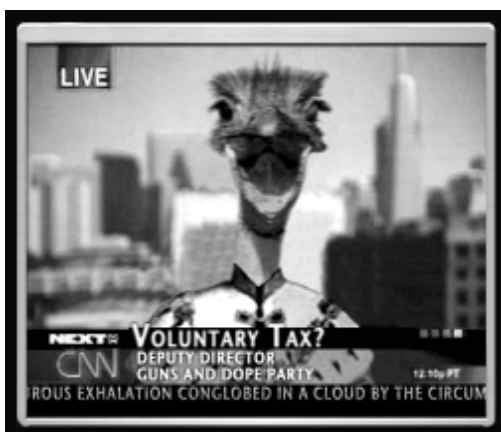 LIVE
NEXT VOLUNTARY TAX?
CNN DEPUTY DIRECTOR
GUNS AND DOPE PARTY
12:10p PT
ROUS EXHALATION CONGLOBED IN A CLOUD BY THE CIRCUM